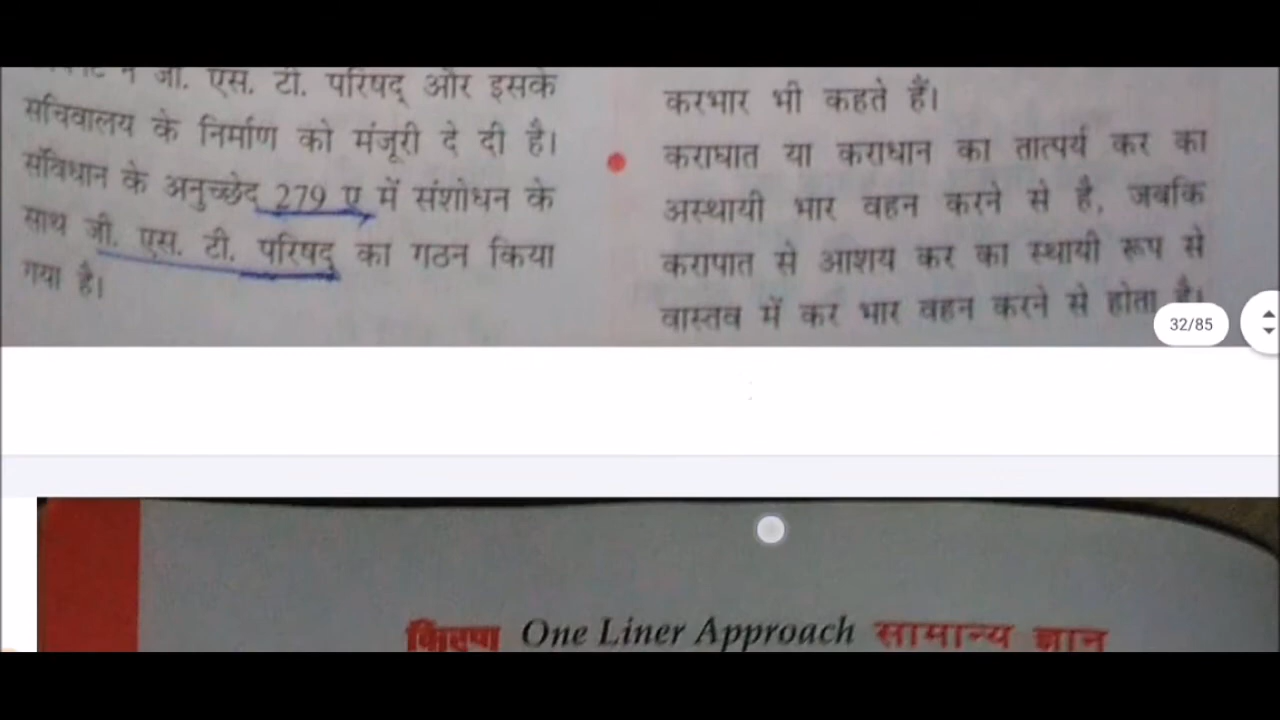 जी. एस. टी. परिषद् और इसके
सचिवालय के निर्माण को मंजूरी दे दी है।
संविधान के अनुच्छेद 279 ए में संशोधन के
साथ जी. एस. टी. परिषद् का गठन किया
गया है।
करभार भी कहते हैं।
कराघात या कराधान का तात्पर्य कर का
अस्थायी भार वहन करने से है, जबकि
करापात से आशय कर का स्थायी रूप से
वास्तव में कर भार वहन करने से होता है।
32/85
किरण One Liner Approach सामान्य ज्ञान